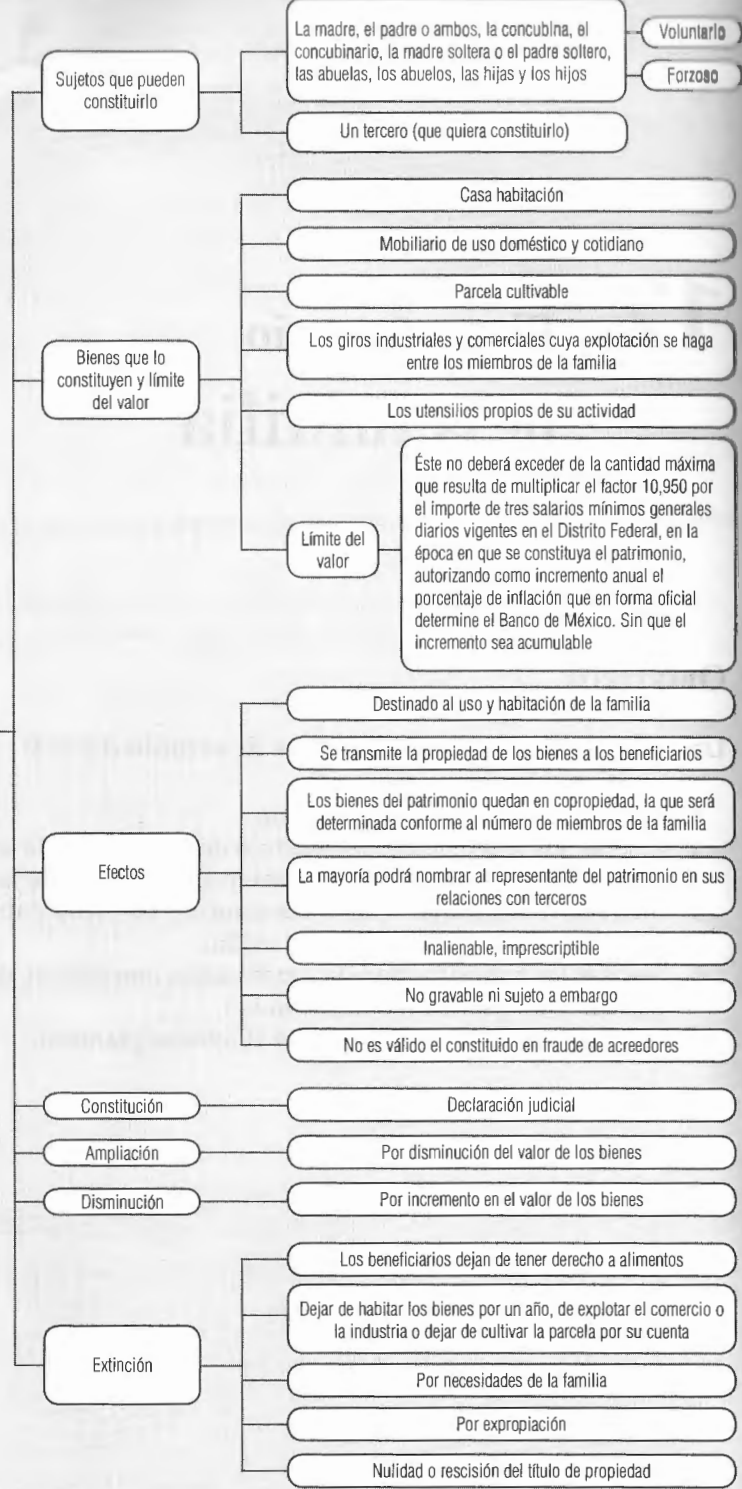 Sujetos que pueden
constituirlo
La madre, el padre o ambos, la concubina, el
concubinario, la madre soltera o el padre soltero,
las abuelas, los abuelos, las hijas y los hijos
Voluntario
Forzoso
Un tercero (que quiera constituirlo)
Bienes que lo
constituyen y límite
del valor
Casa habitación
Mobiliario de uso doméstico y cotidiano
Parcela cultivable
Los giros industriales y comerciales cuya explotación se haga
entre los miembros de la familia
Los utensilios propios de su actividad
Límite del
valor
Éste no deberá exceder de la cantidad máxima
que resulta de multiplicar el factor 10,950 por
el importe de tres salarios mínimos generales
diarios vigentes en el Distrito Federal, en la
época en que se constituya el patrimonio,
autorizando como incremento anual el
porcentaje de inflación que en forma oficial
determine el Banco de México. Sin que el
incremento sea acumulable
Efectos
Destinado al uso y habitación de la familia
Se transmite la propiedad de los bienes a los beneficiarios
Los bienes del patrimonio quedan en copropiedad, la que será
determinada conforme al número de miembros de la familia
La mayoría podrá nombrar al representante del patrimonio en sus
relaciones con terceros
Inalienable, imprescriptible
No gravable ni sujeto a embargo
No es válido el constituido en fraude de acreedores
Constitución
Declaración judicial
Ampliación
Por disminución del valor de los bienes
Disminución
Por incremento en el valor de los bienes
Extinción
Los beneficiarios dejan de tener derecho a alimentos
Dejar de habitar los bienes por un año, de explotar el comercio o
la industria o dejar de cultivar la parcela por su cuenta
Por necesidades de la familia
Por expropiación
Nulidad o rescisión del título de propiedad